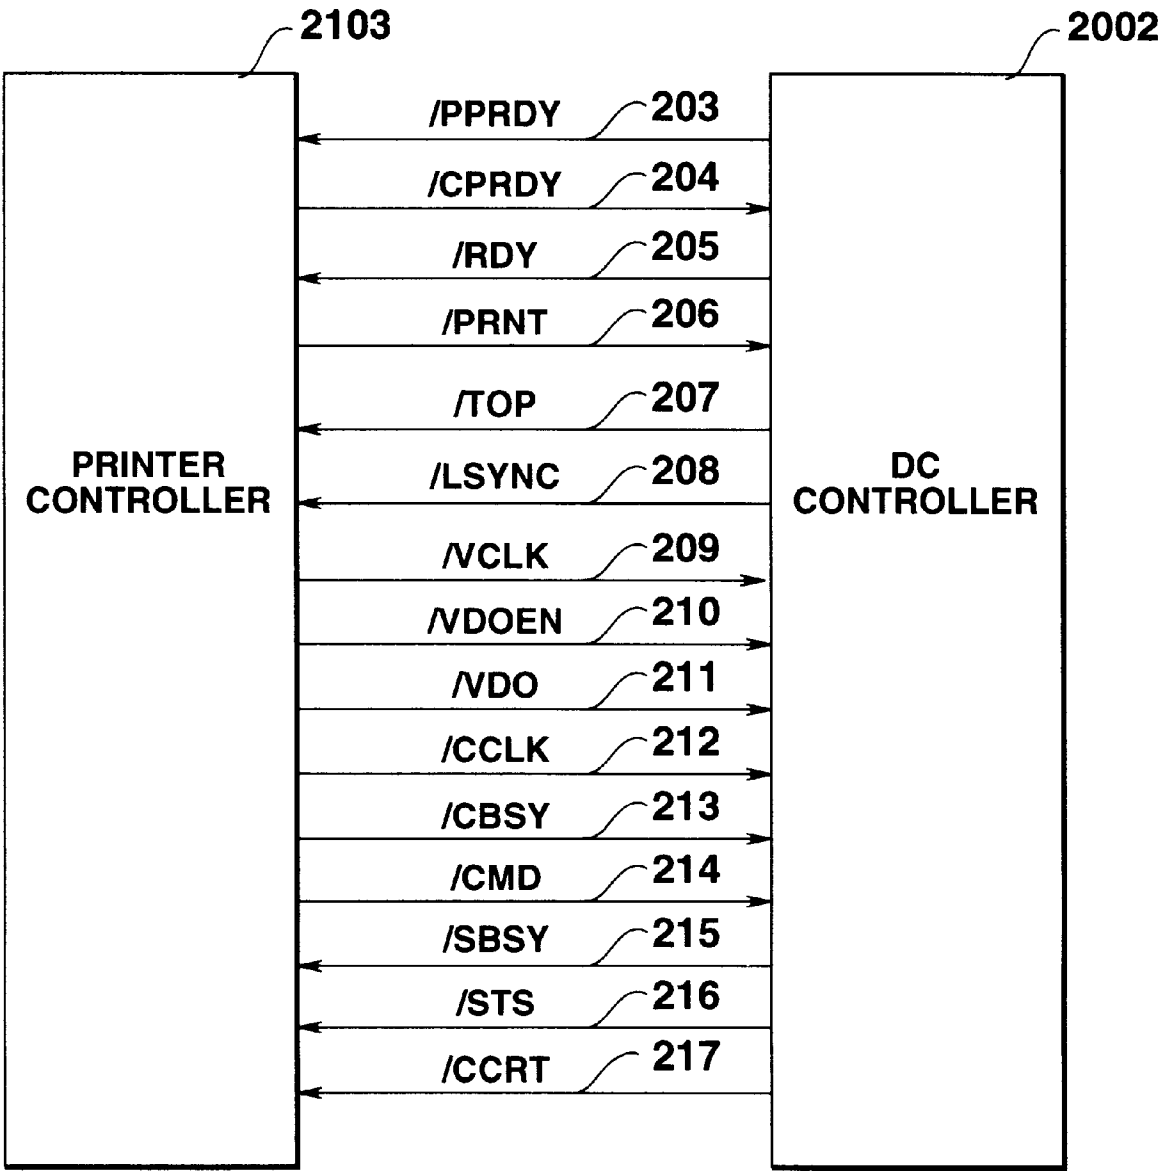 2103
2002
/PPRDY 203
/CPRDY 204
/RDY 205
/PRNT 206
/TOP 207
PRINTER
CONTROLLER
DC
CONTROLLER
/LSYNC 208
/VCLK 209
/VDOEN 210
/VDO 211
/CCLK 212
/CBSY 213
/CMD 214
/SBSY 215
/STS 216
/CCRT 217